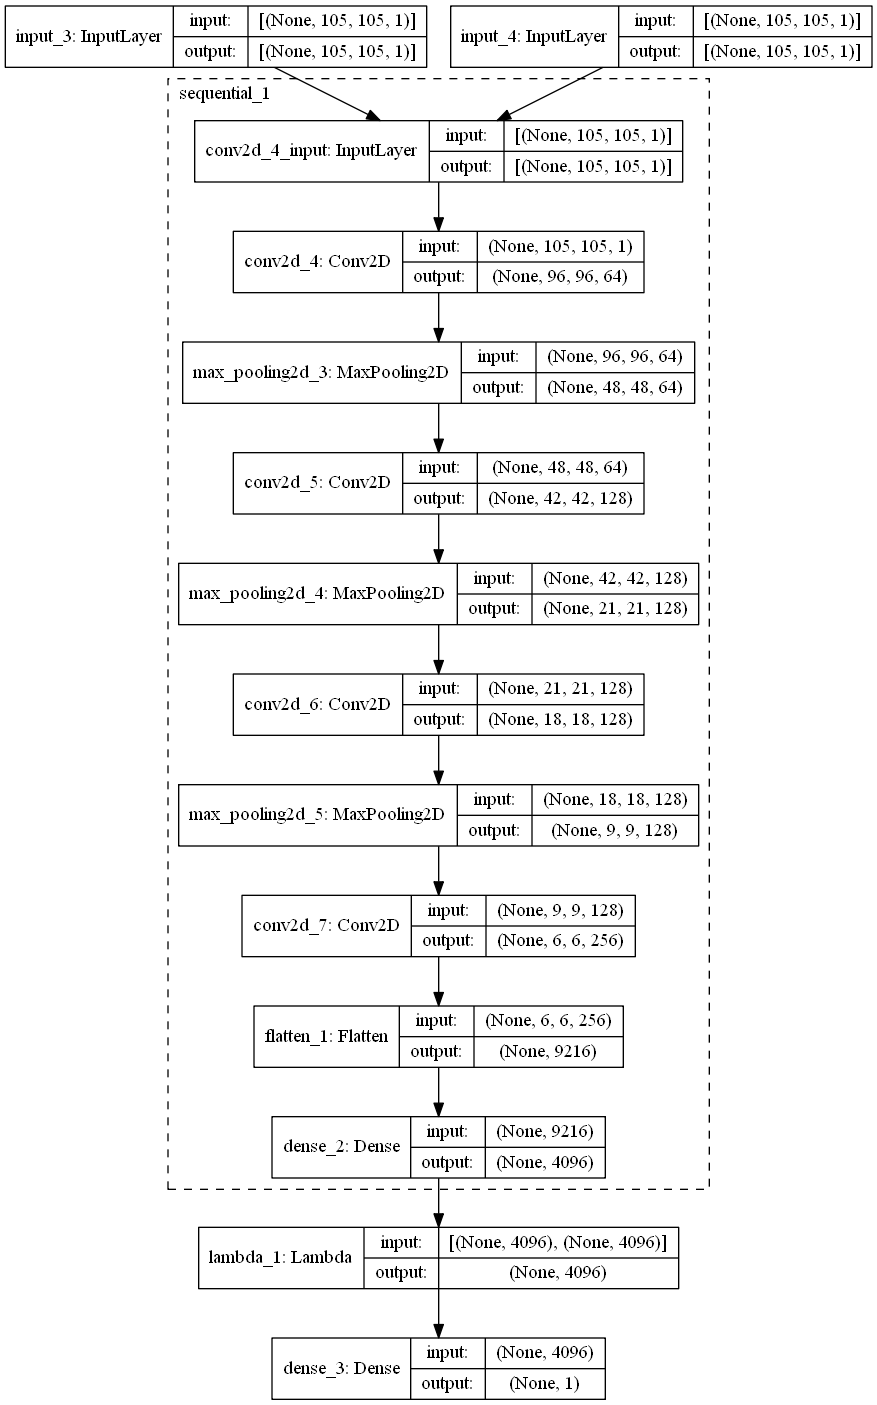 input_3: InputLayer input: [(None, 105, 105, 1)]
output: [(None, 105, 105, 1)]
input_4: InputLayer input: [(None, 105, 105, 1)]
output: [(None, 105, 105, 1)]
sequential_1
conv2d_4_input: InputLayer input: [(None, 105, 105, 1)]
output: [(None, 105, 105, 1)]
conv2d_4: Conv2D input: (None, 105, 105, 1)
output: (None, 96, 96, 64)
max_pooling2d_3: MaxPooling2D input: (None, 96, 96, 64)
output: (None, 48, 48, 64)
conv2d_5: Conv2D input: (None, 48, 48, 64)
output: (None, 42, 42, 128)
max_pooling2d_4: MaxPooling2D input: (None, 42, 42, 128)
output: (None, 21, 21, 128)
conv2d_6: Conv2D input: (None, 21, 21, 128)
output: (None, 18, 18, 128)
max_pooling2d_5: MaxPooling2D input: (None, 18, 18, 128)
output: (None, 9, 9, 128)
conv2d_7: Conv2D input: (None, 9, 9, 128)
output: (None, 6, 6, 256)
flatten_1: Flatten input: (None, 6, 6, 256)
output: (None, 9216)
dense_2: Dense input: (None, 9216)
output: (None, 4096)
lambda_1: Lambda input: [(None, 4096), (None, 4096)]
output: (None, 4096)
dense_3: Dense input: (None, 4096)
output: (None, 1)